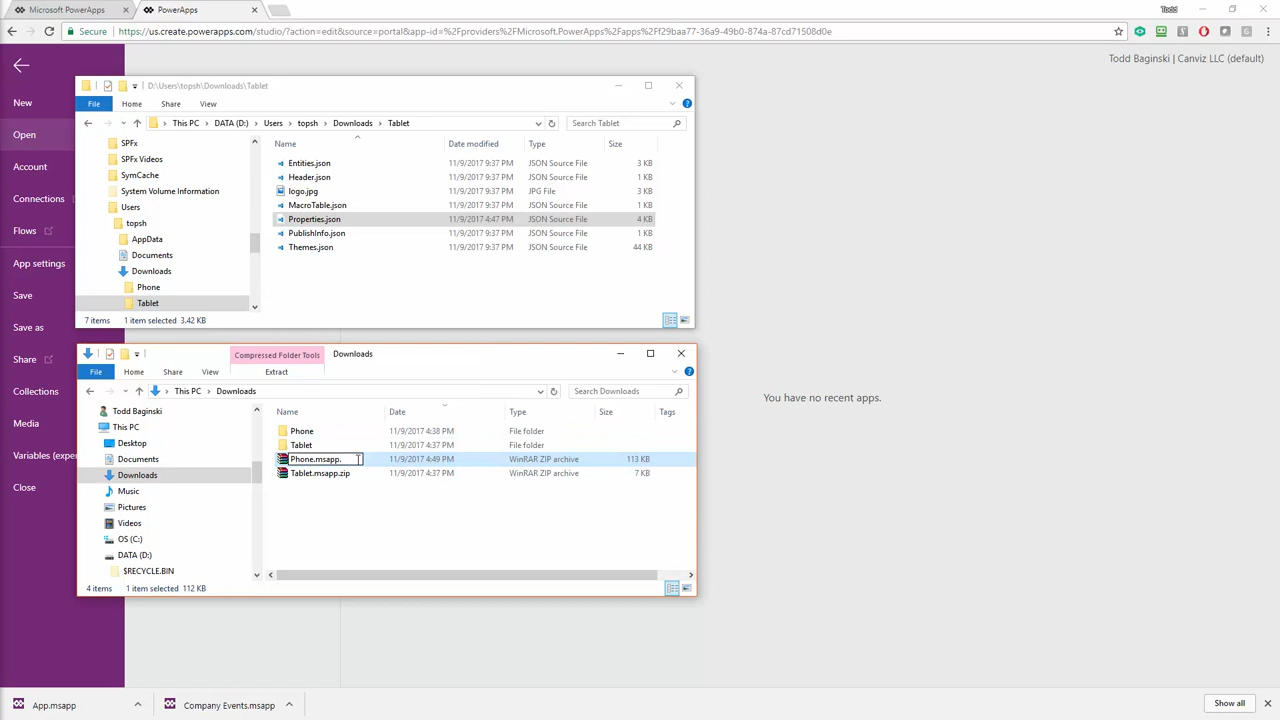 Microsoft PowerApps
PowerApps
Todd
Secure
https://us.create.powerapps.com/studio/?action=edit&source=portal&app-id=%2Fproviders%2FMicrosoft.PowerApps%2Fapps%2Ff29baa77-36a9-49b0-874a-87cd71508d0e
Todd Baginski | Canviz LLC (default)
New
Open
Account
Connections
Flows
App settings
Save
Save as
Share
Collections
Media
Variables (exper
Close
D:\Users\topsh\Downloads\Tablet
File Home Share View
This PC > DATA (D:) > Users > topsh > Downloads > Tablet
Search Tablet
SPFx
SPFx Videos
SymCache
System Volume Information
Users
topsh
AppData
Documents
Downloads
Phone
Tablet
Name Date modified Type Size
Entities.json 11/9/2017 9:37 PM JSON Source File 3 KB
Header.json 11/9/2017 9:37 PM JSON Source File 1 KB
logo.jpg 11/9/2017 9:37 PM JPG File 3 KB
MacroTable.json 11/9/2017 9:37 PM JSON Source File 1 KB
Properties.json 11/9/2017 4:47 PM JSON Source File 4 KB
PublishInfo.json 11/9/2017 9:37 PM JSON Source File 1 KB
Themes.json 11/9/2017 9:37 PM JSON Source File 44 KB
7 items 1 item selected 3.42 KB
Compressed Folder Tools Downloads
File Home Share View Extract
This PC > Downloads
Search Downloads
Todd Baginski
This PC
Desktop
Documents
Downloads
Music
Pictures
Videos
OS (C:)
DATA (D:)
$RECYCLE.BIN
Name Date Type Size Tags
Phone 11/9/2017 4:38 PM File folder
Tablet 11/9/2017 4:37 PM File folder
Phone.msapp. 11/9/2017 4:49 PM WinRAR ZIP archive 113 KB
Tablet.msapp.zip 11/9/2017 4:37 PM WinRAR ZIP archive 7 KB
4 items 1 item selected 112 KB
You have no recent apps.
App.msapp
Company Events.msapp
Show all